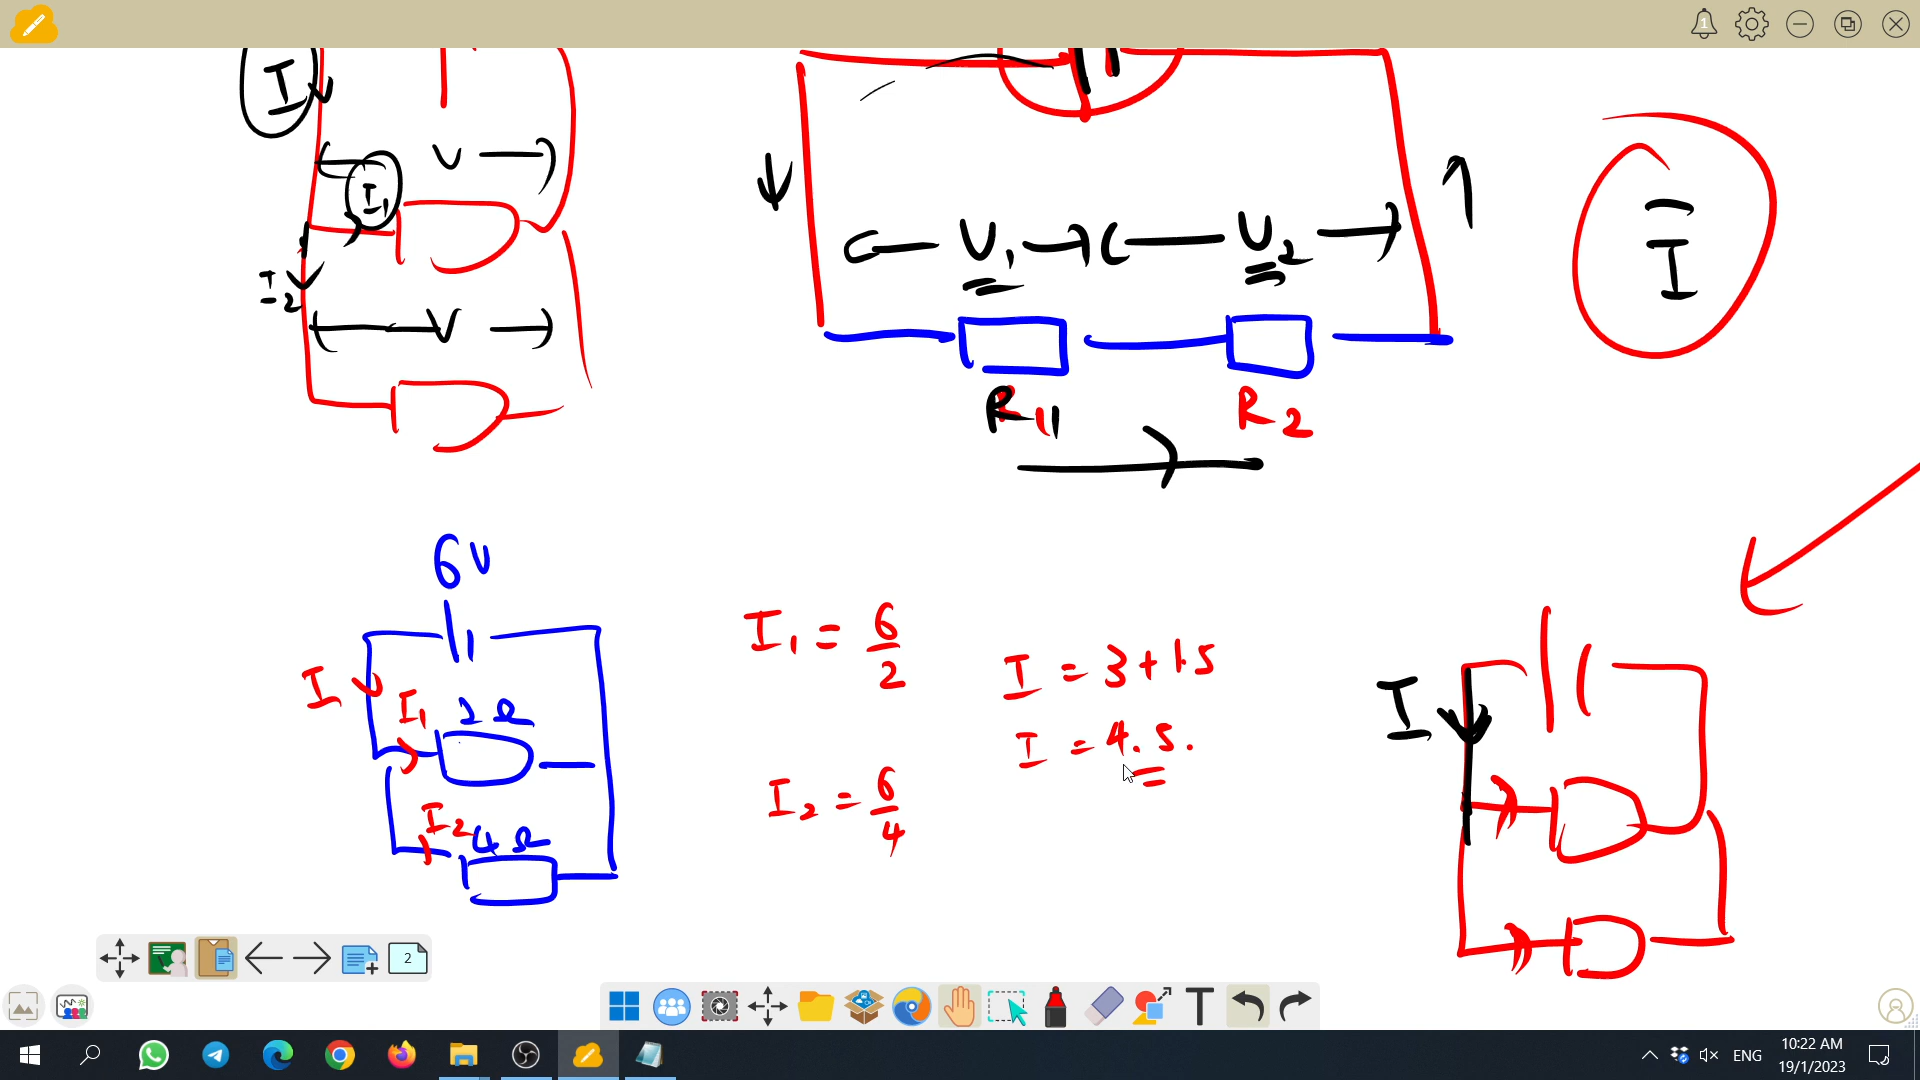 1
I
V
I₁
I₂
V
V₁
V₂
R₁
R₂
I
6V
I
I₁
2Ω
I₂
4Ω
I₁ = 6/2
I₂ = 6/4
I = 3+1.5
I = 4.5.
I
2
T
ENG
10:22 AM
19/1/2023